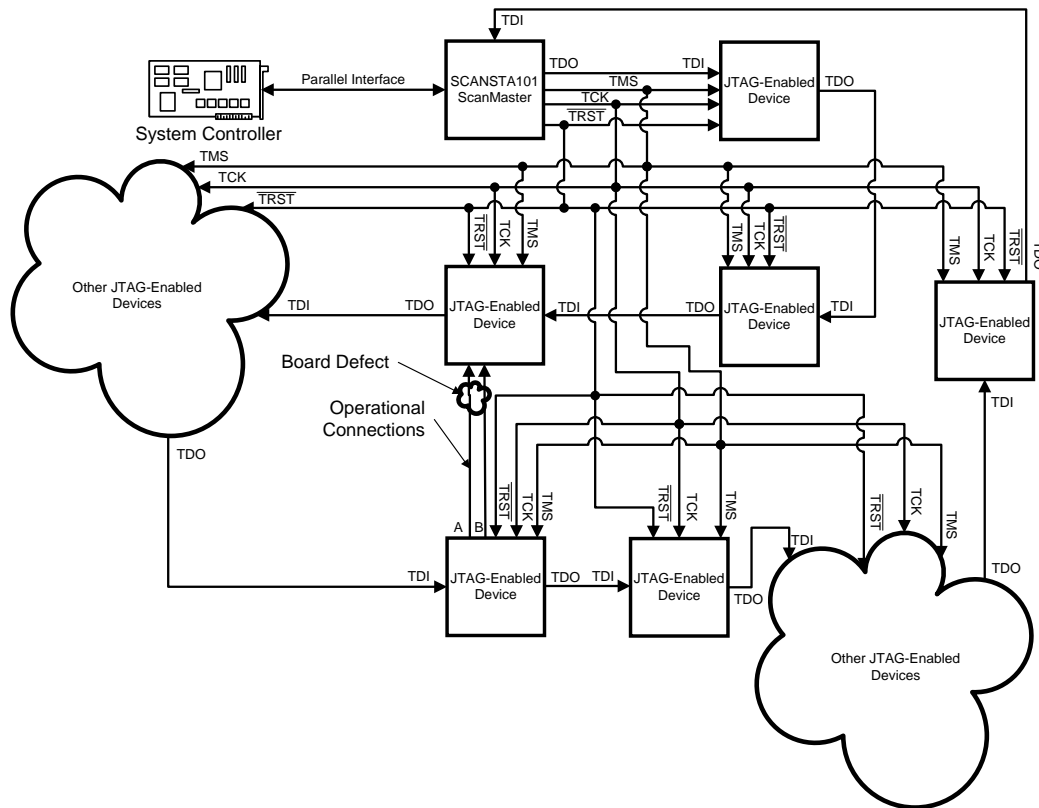 TDI
SCANSTA101
ScanMaster
TDO
TMS
TCK
TRST
TDI
JTAG-Enabled
Device
TDO
Parallel Interface
System Controller
TMS
TCK
TRST
TRST
TCK
TMS
TMS
TCK
TRST
TMS
TCK
TRST
TDO
Other JTAG-Enabled
Devices
TDI
TDO
JTAG-Enabled
Device
TDI
TDO
JTAG-Enabled
Device
TDI
JTAG-Enabled
Device
Board Defect
Operational
Connections
TDI
TDO
A
B
TRST
TCK
TMS
TRST
TCK
TMS
TRST
TCK
TMS
TDI
JTAG-Enabled
Device
TDO
TDI
JTAG-Enabled
Device
TDO
TDI
TDO
Other JTAG-Enabled
Devices